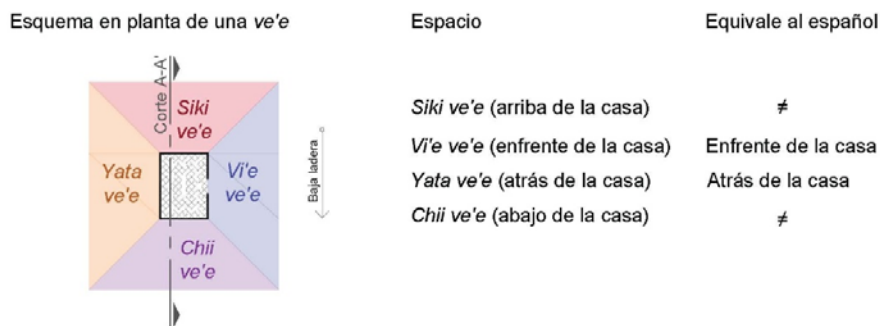 Esquema en planta de una ve'e
Espacio
Equivale al español
Corte A-A'
Siki
ve'e
Yata
ve'e
Vi'e
ve'e
Chii
ve'e
Baja ladera
Siki ve'e (arriba de la casa) ≠
Vi'e ve'e (enfrente de la casa) Enfrente de la casa
Yata ve'e (atrás de la casa) Atrás de la casa
Chii ve'e (abajo de la casa) ≠